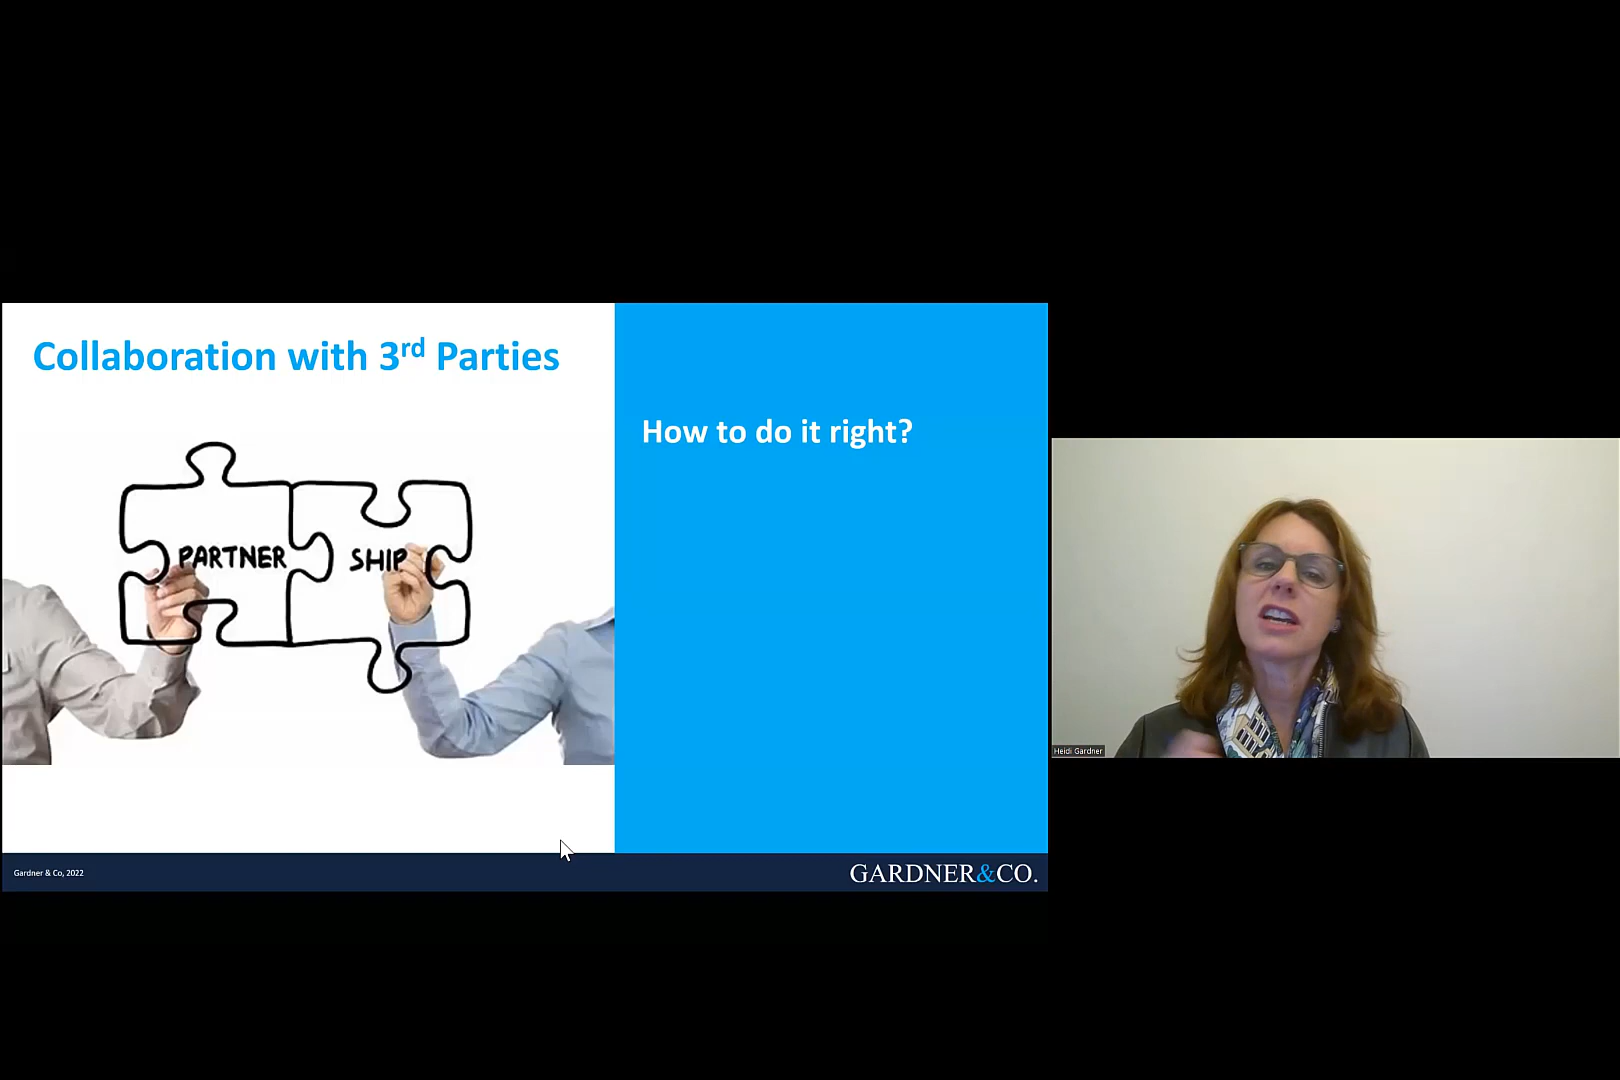 Collaboration with 3rd Parties
PARTNER SHIP
How to do it right?
Heidi Gardner
Gardner & Co, 2022
GARDNER&CO.